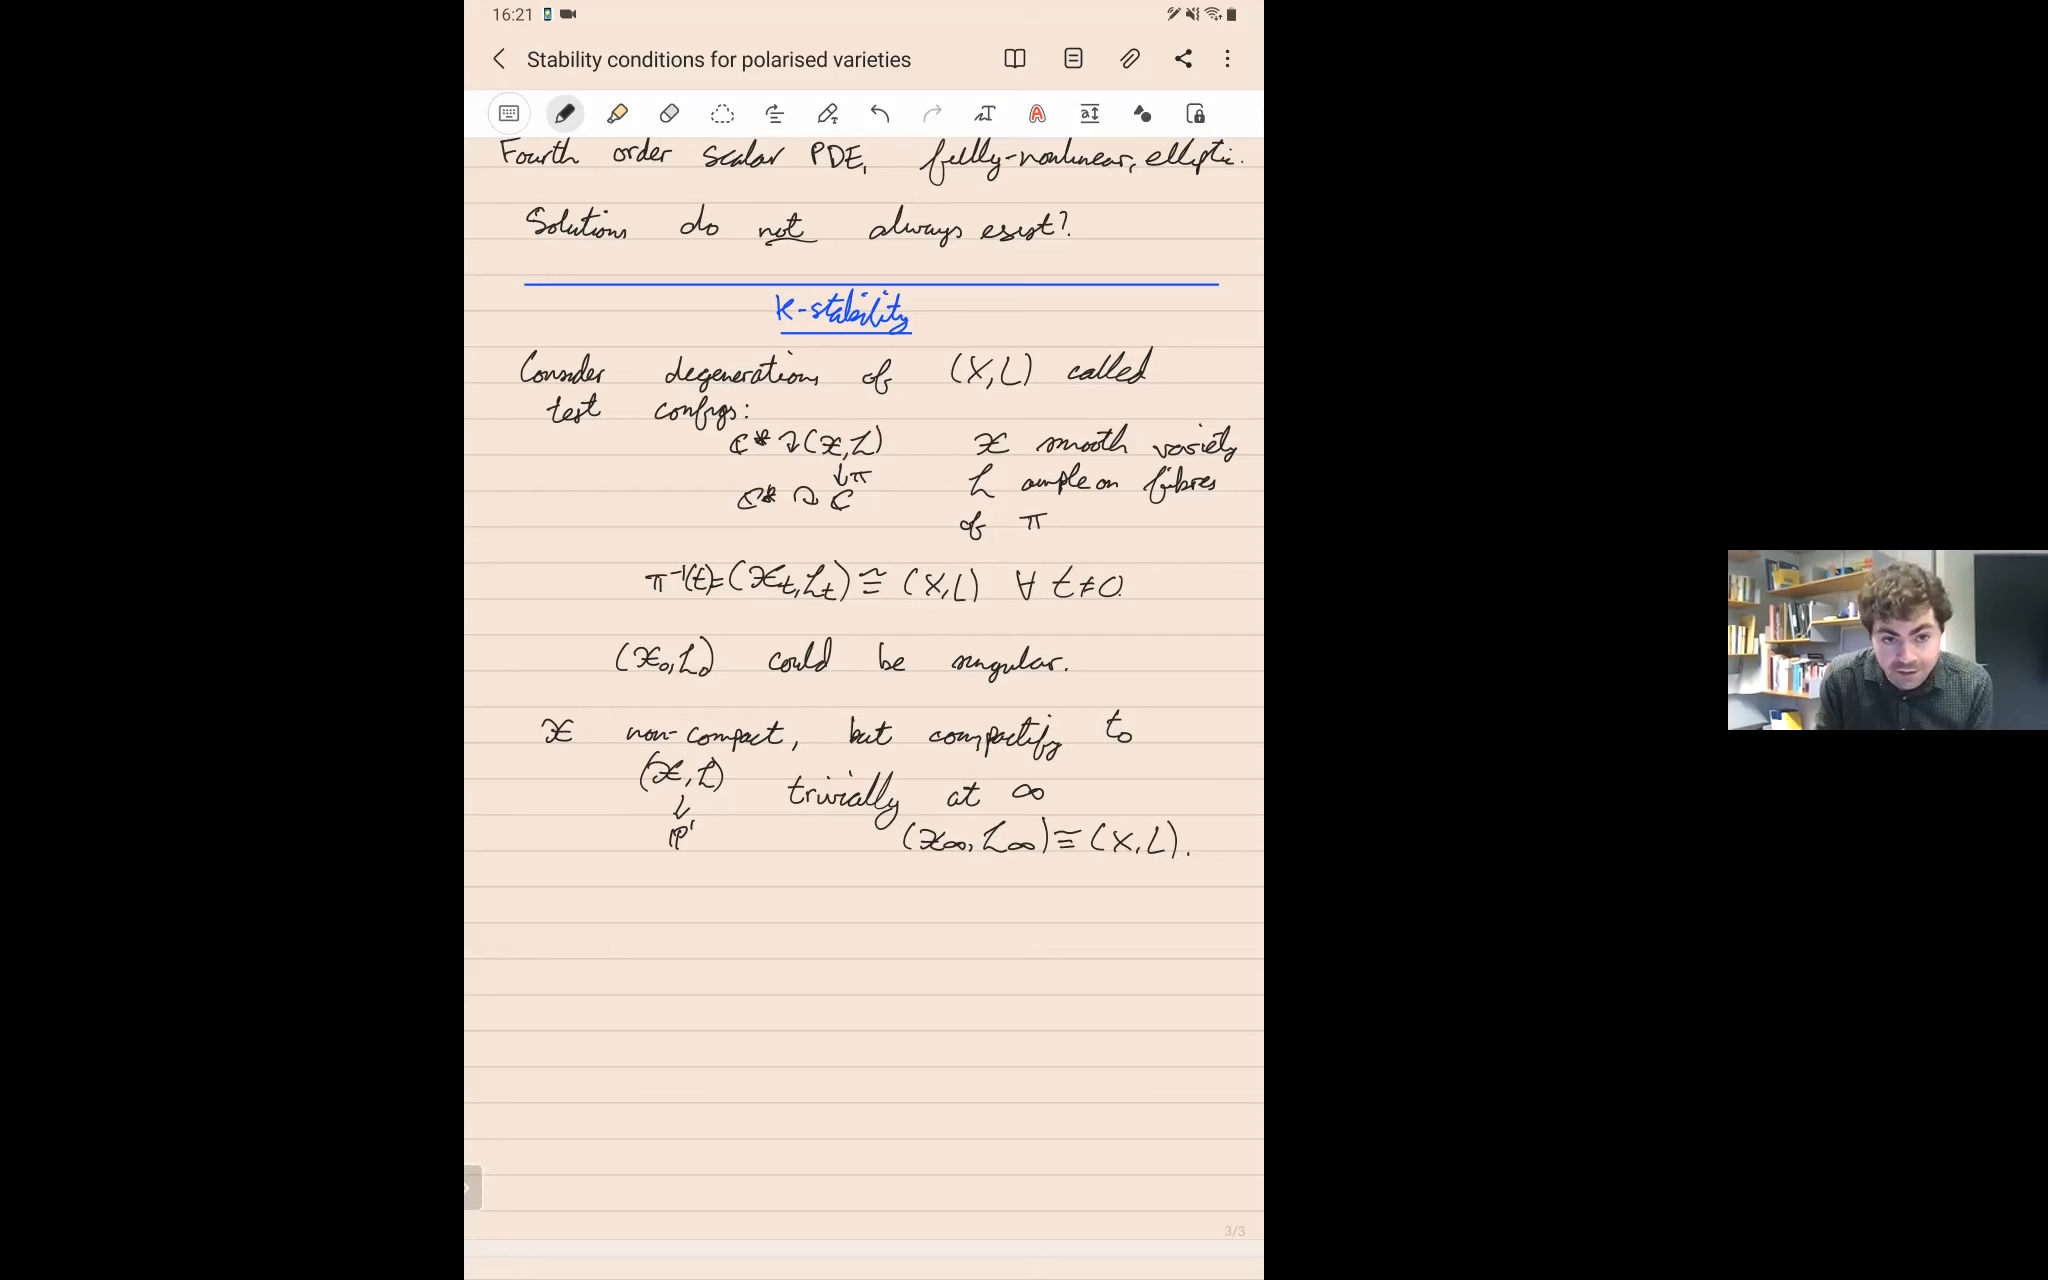 16:21
Stability conditions for polarised varieties
Fourth order scalar PDE, fully-nonlinear, elliptic.
Solutions do not always exist?
K-stability
Consider degenerations of (X,L) called
test configs:
ℂ* ↷ (𝒳,ℒ) 𝒳 smooth variety
↓π ℒ ample on fibres
ℂ* ↷ ℂ of π
π⁻¹(t)=(𝒳t,ℒt) ≅ (X,L) ∀ t≠0.
(𝒳₀,ℒ₀) could be singular.
𝒳 non-compact, but compactify to
(𝒳,ℒ) trivially at ∞
↓
ℙ¹ (𝒳∞,ℒ∞) ≅ (X,L).
3/3